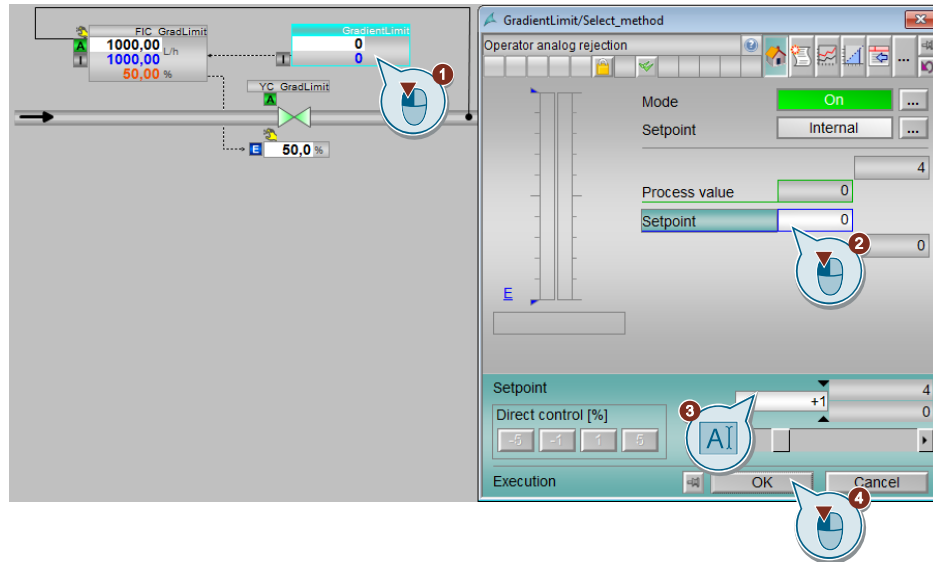 FIC_GradLimit
A 1000,00 L/h
I 1000,00
50,00 %
GradientLimit
0
I 0
1
YC_GradLimit
A
E 50,0 %
GradientLimit/Select_method
Operator analog rejection
...
Mode On ...
Setpoint Internal ...
4
Process value 0
Setpoint 0
2
0
E
Setpoint 4
+1
Direct control [%] 0
3
-5 -1 1 5
A
Execution OK Cancel
4